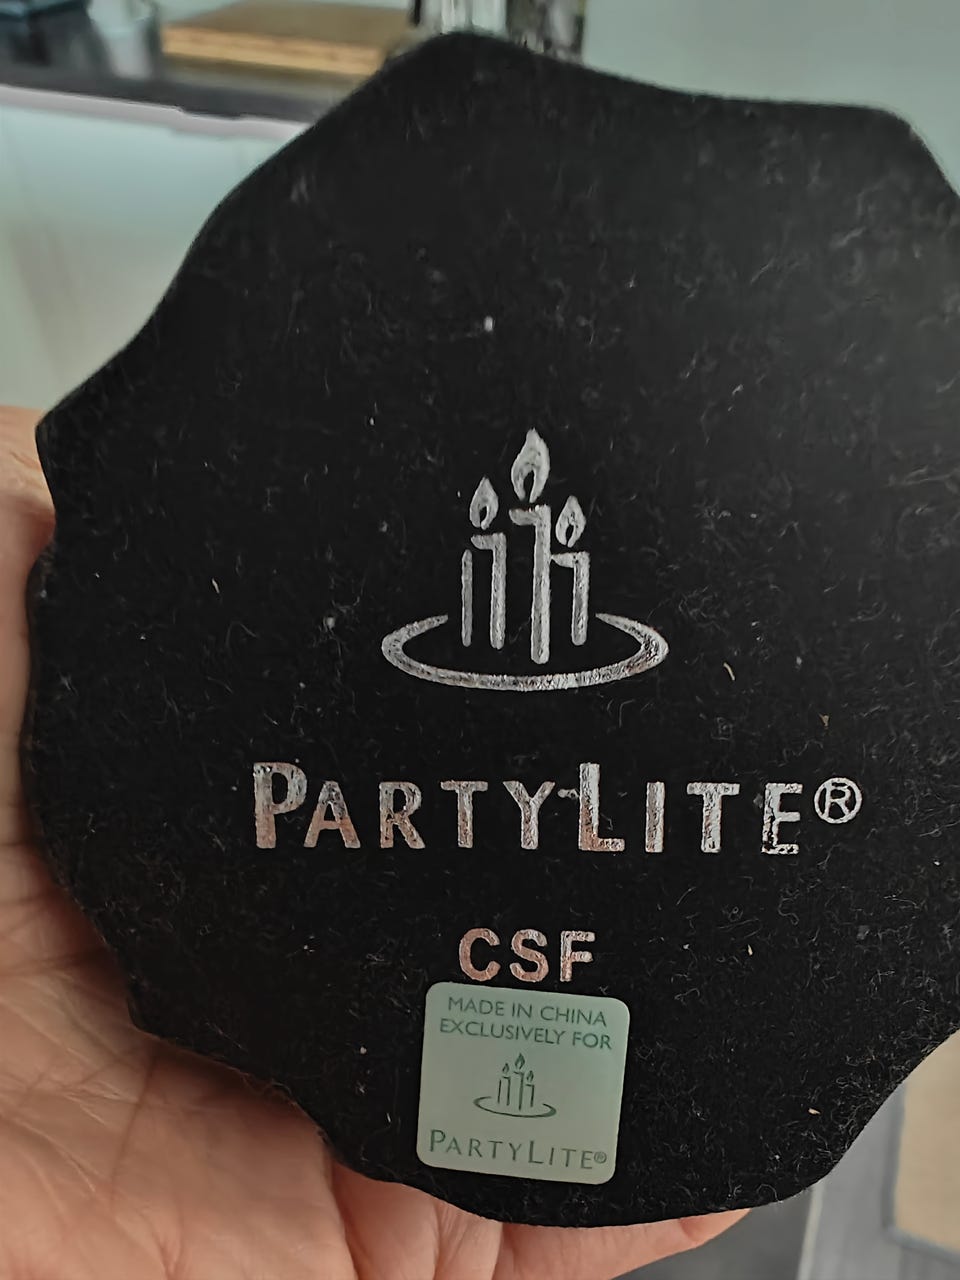 PARTYLITE®
CSF
MADE IN CHINA
EXCLUSIVELY FOR
PARTYLITE®